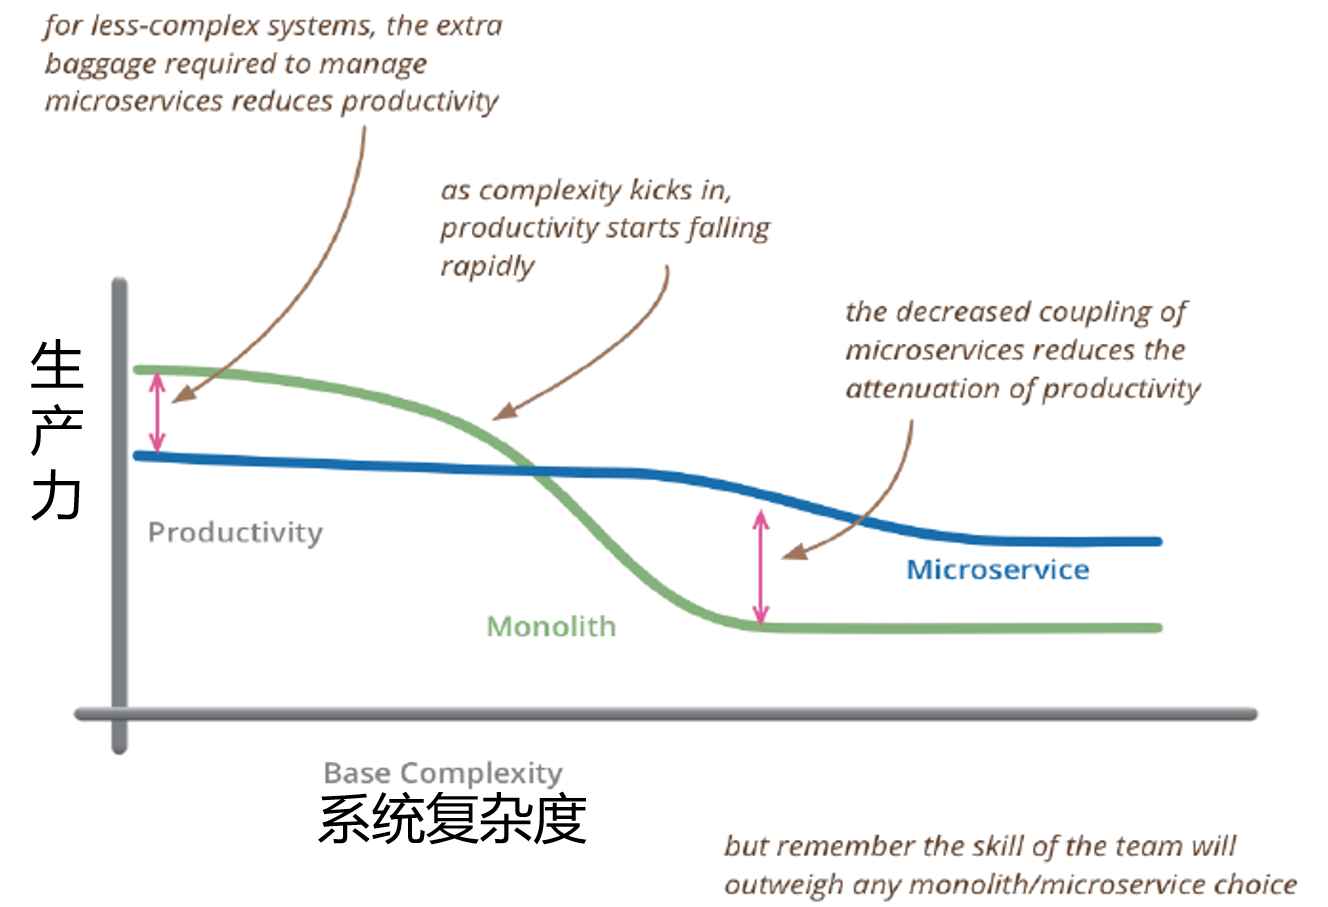 for less-complex systems, the extra
baggage required to manage
microservices reduces productivity
as complexity kicks in,
productivity starts falling
rapidly
the decreased coupling of
microservices reduces the
attenuation of productivity
生
产
力
Productivity
Microservice
Monolith
Base Complexity
系统复杂度
but remember the skill of the team will
outweigh any monolith/microservice choice